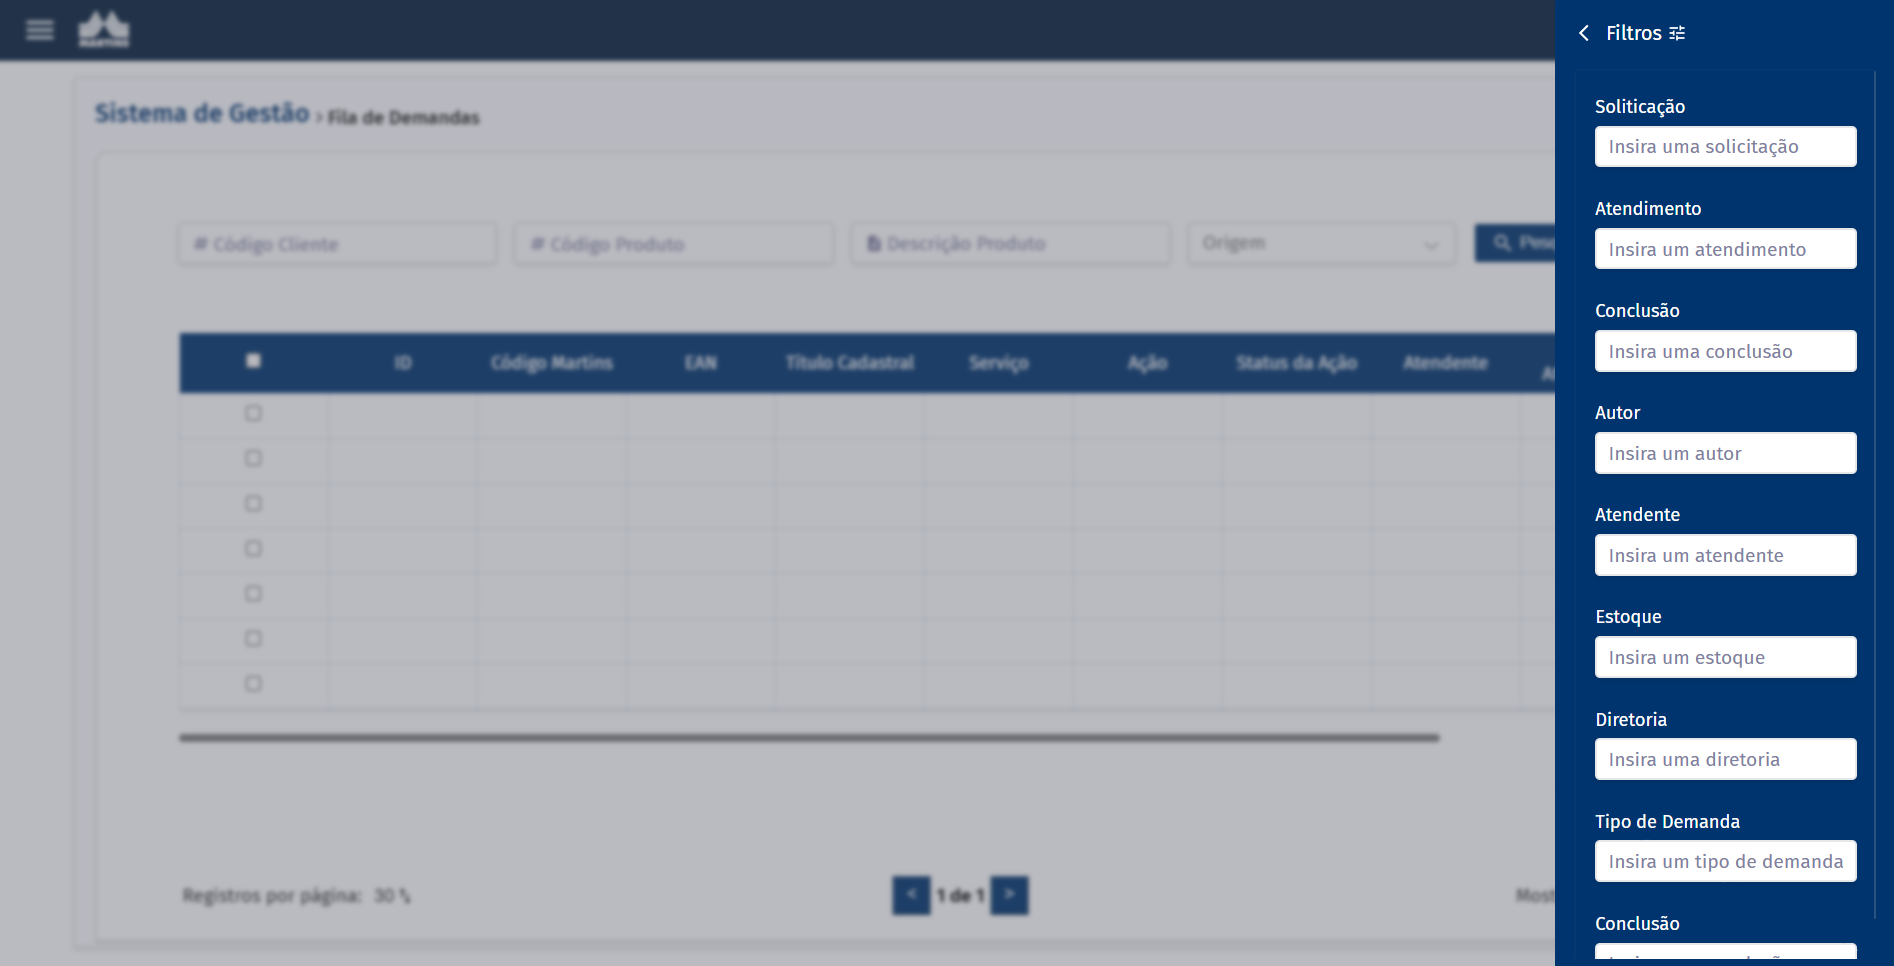 MARTINS
Filtros
Sistema de Gestão › Fila de Demandas
Soliticação
Insira uma solicitação
Atendimento
Insira um atendimento
# Código Cliente # Código Produto Descrição Produto Origem
Conclusão
Insira uma conclusão
ID Código Martins EAN Título Cadastral Serviço Ação Status da Ação Atendente
Autor
Insira um autor
Atendente
Insira um atendente
Estoque
Insira um estoque
Diretoria
Insira uma diretoria
Tipo de Demanda
Insira um tipo de demanda
Registros por página: 30 < 1 de 1 >
Conclusão